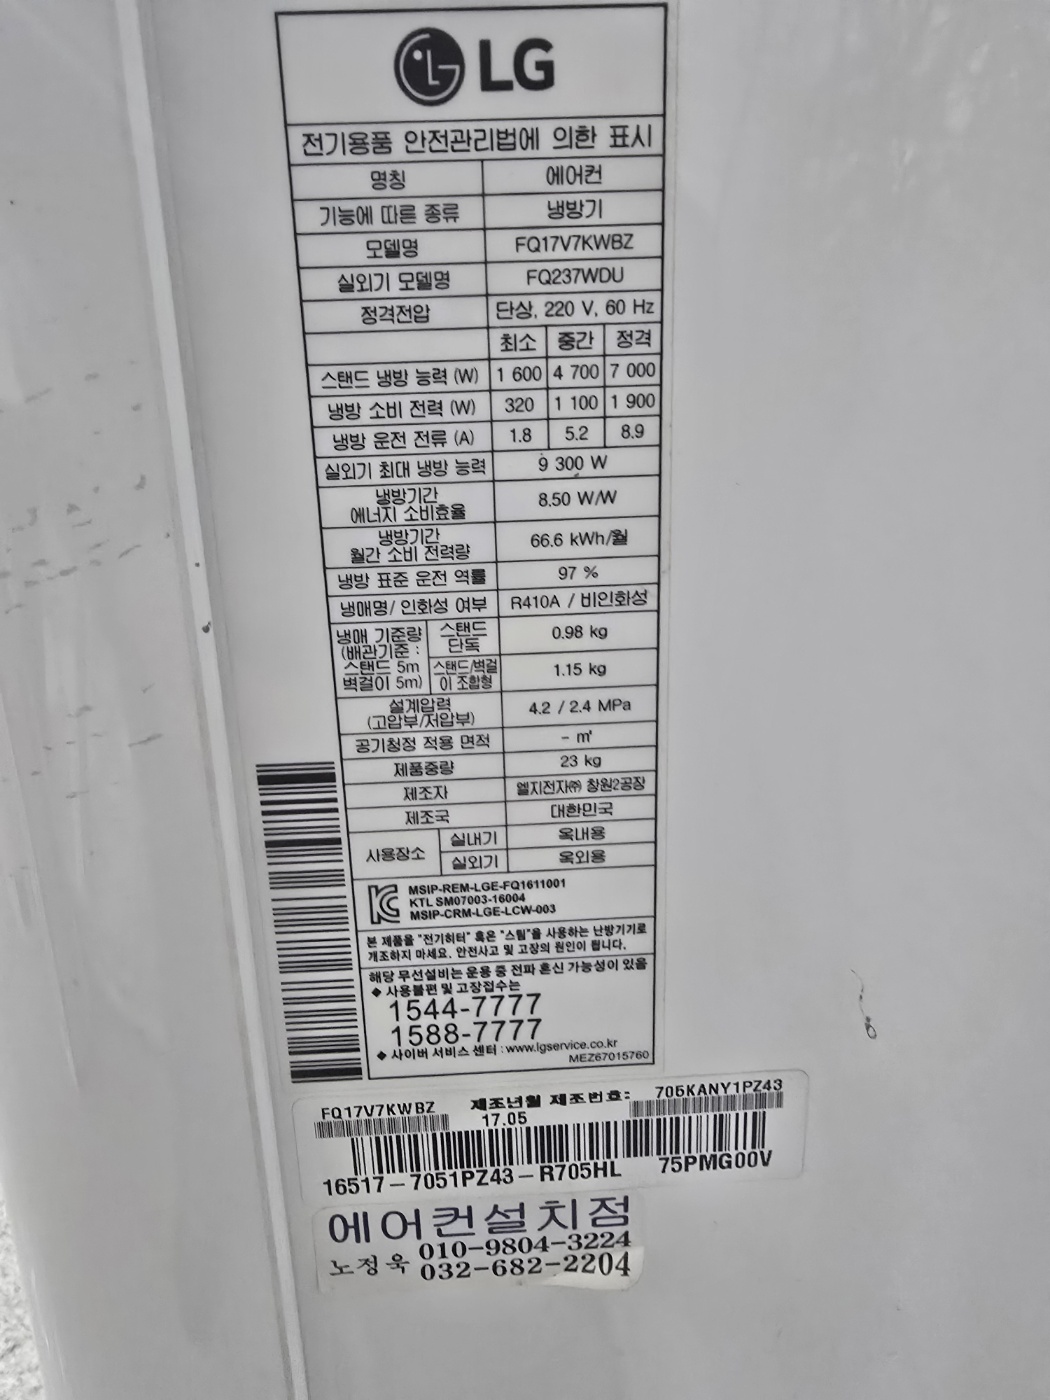 LG
전기용품 안전관리법에 의한 표시
명칭 에어컨
기능에 따른 종류 냉방기
모델명 FQ17V7KWBZ
실외기 모델명 FQ237WDU
정격전압 단상, 220 V, 60 Hz
최소 중간 정격
스탠드 냉방 능력 (W) 1 600 4 700 7 000
냉방 소비 전력 (W) 320 1 100 1 900
냉방 운전 전류 (A) 1.8 5.2 8.9
실외기 최대 냉방 능력 9 300 W
냉방기간
에너지 소비효율 8.50 W/W
냉방기간
월간 소비 전력량 66.6 kWh/월
냉방 표준 운전 역률 97 %
냉매명/ 인화성 여부 R410A / 비인화성
냉매 기준량
(배관기준 :
스탠드 5m
벽걸이 5m)
스탠드
단독 0.98 kg
스탠드/벽걸
이 조합형 1.15 kg
설계압력
(고압부/저압부) 4.2 / 2.4 MPa
공기청정 적용 면적 - ㎡
제품중량 23 kg
제조자 엘지전자㈜ 창원2공장
제조국 대한민국
사용장소 실내기 옥내용
실외기 옥외용
MSIP-REM-LGE-FQ1611001
KTL SM07003-16004
MSIP-CRM-LGE-LCW-003
본 제품을 "전기히터" 혹은 "스팀"을 사용하는 난방기기로
개조하지 마세요. 안전사고 및 고장의 원인이 됩니다.
해당 무선설비는 운용 중 전파 혼신 가능성이 있음
◆ 사용불편 및 고장접수는
1544-7777
1588-7777
◆ 사이버 서비스 센터 : www.lgservice.co.kr
MEZ67015760
FQ17V7KWBZ 제조년월 제조번호: 705KANY1PZ43
17.05
16517-7051PZ43-R705HL 75PMG00V
에어컨설치점
노정욱 010-9804-3224
032-682-2204